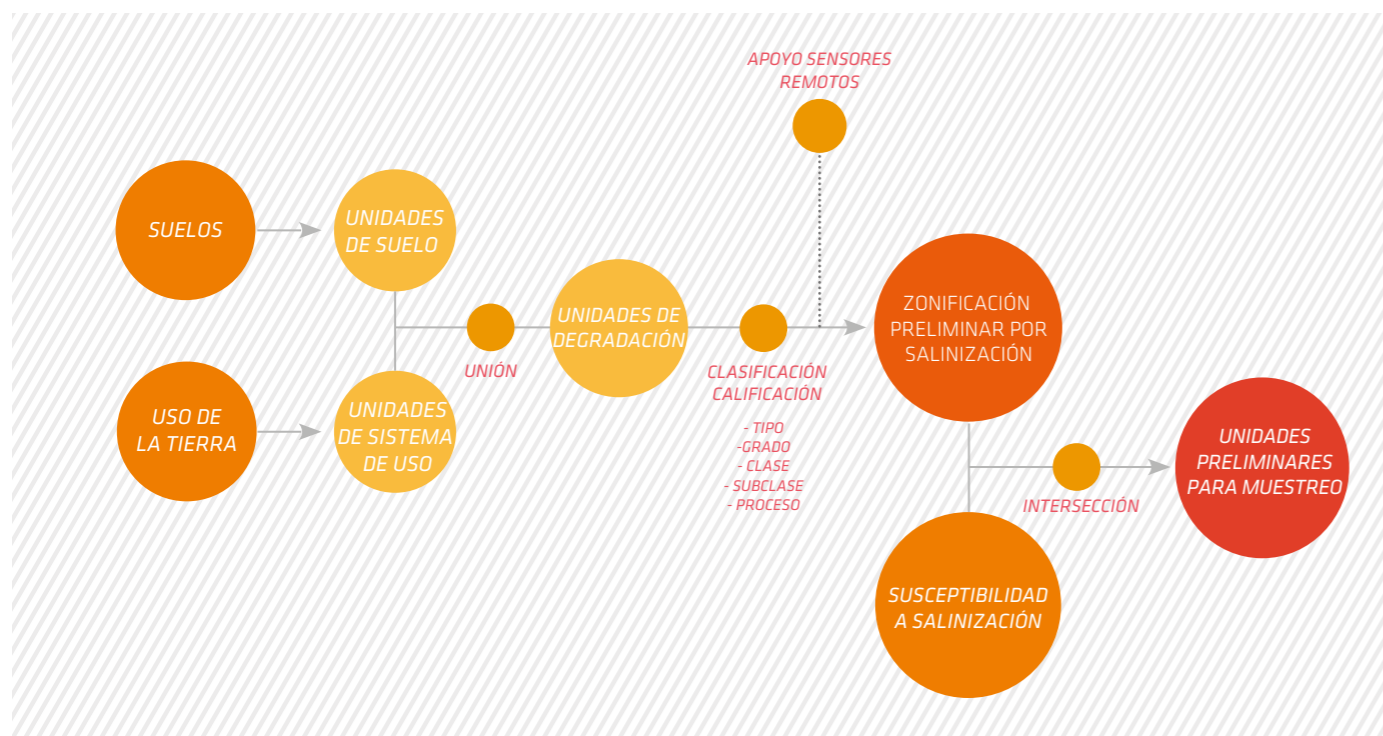 APOYO SENSORES
REMOTOS
SUELOS
UNIDADES
DE SUELO
USO DE
LA TIERRA
UNIDADES
DE SISTEMA
DE USO
UNIÓN
UNIDADES DE
DEGRADACIÓN
CLASIFICACIÓN
CALIFICACIÓN
- TIPO
-GRADO
- CLASE
- SUBCLASE
- PROCESO
ZONIFICACIÓN
PRELIMINAR POR
SALINIZACIÓN
SUSCEPTIBILIDAD
A SALINIZACIÓN
INTERSECCIÓN
UNIDADES
PRELIMINARES
PARA MUESTREO